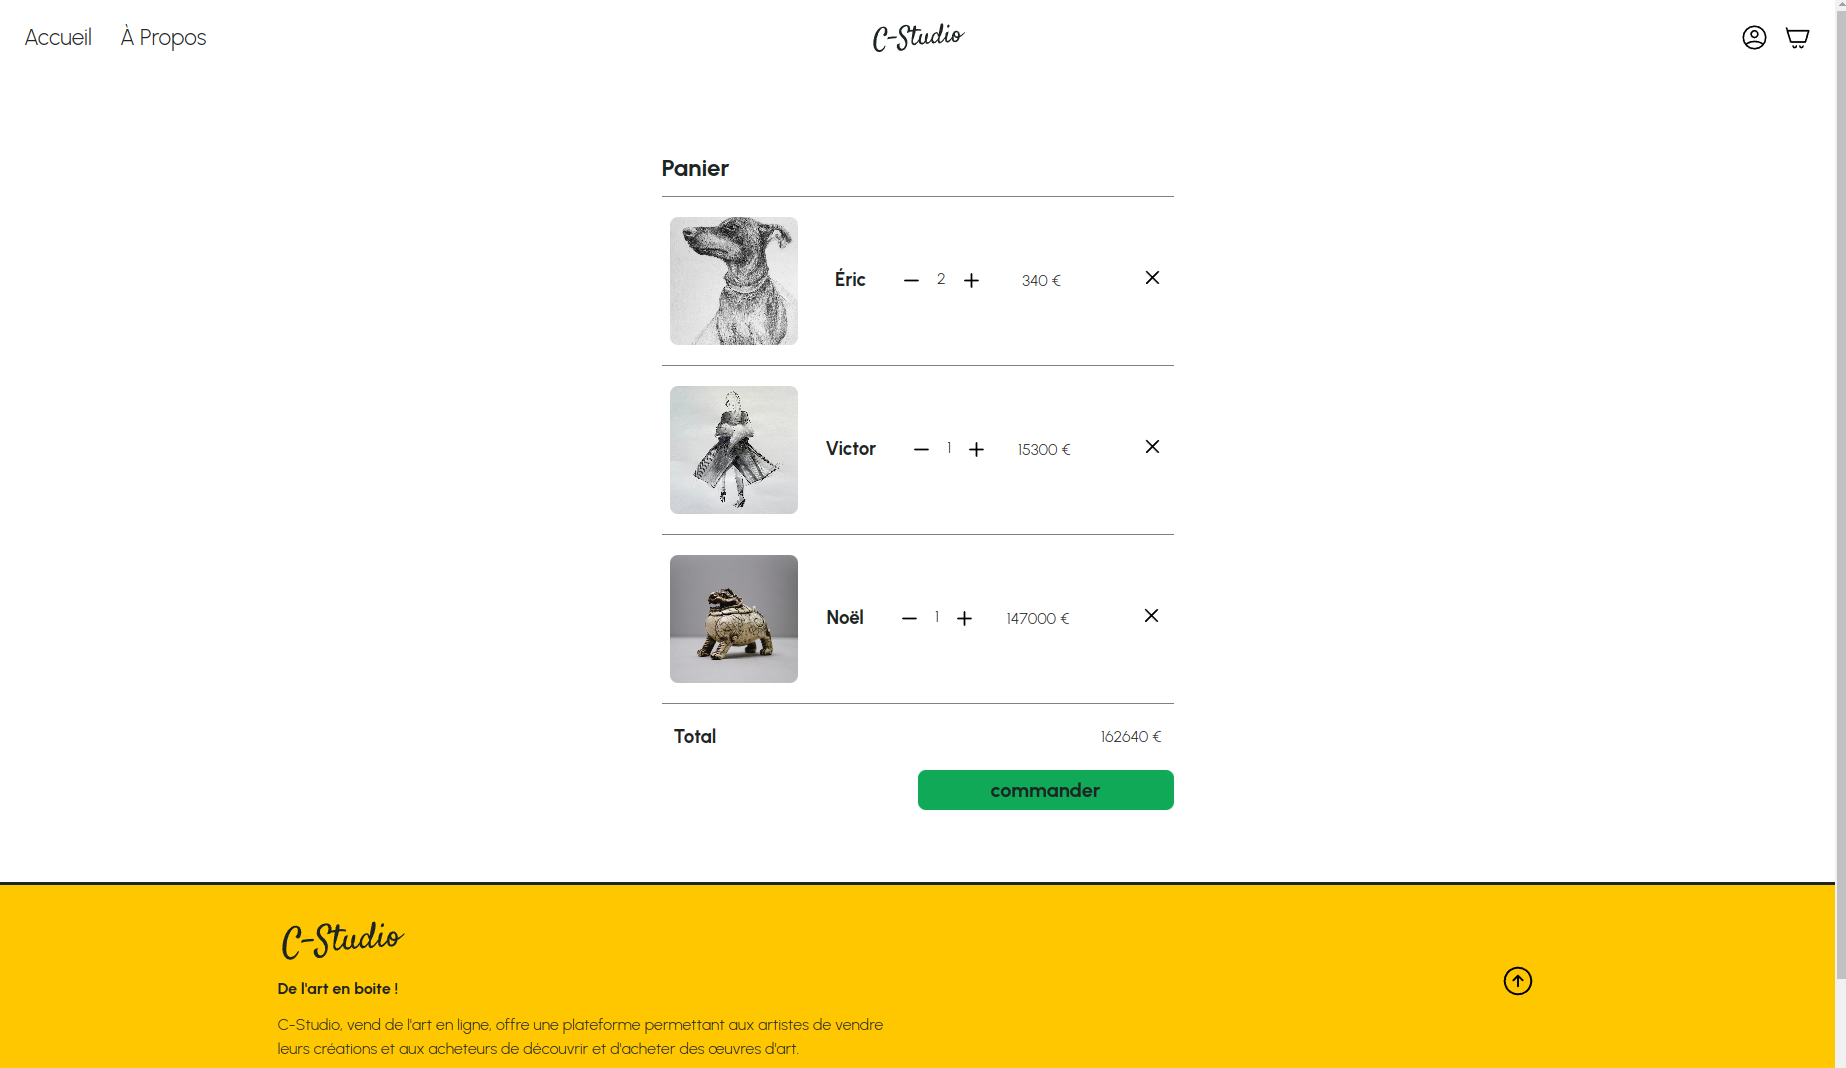 Accueil À Propos C-Studio
Panier
Éric 2 340 €
Victor 1 15300 €
Noël 1 147000 €
Total 162640 €
commander
C-Studio
De l'art en boite !
C-Studio, vend de l'art en ligne, offre une plateforme permettant aux artistes de vendre
leurs créations et aux acheteurs de découvrir et d'acheter des œuvres d'art.